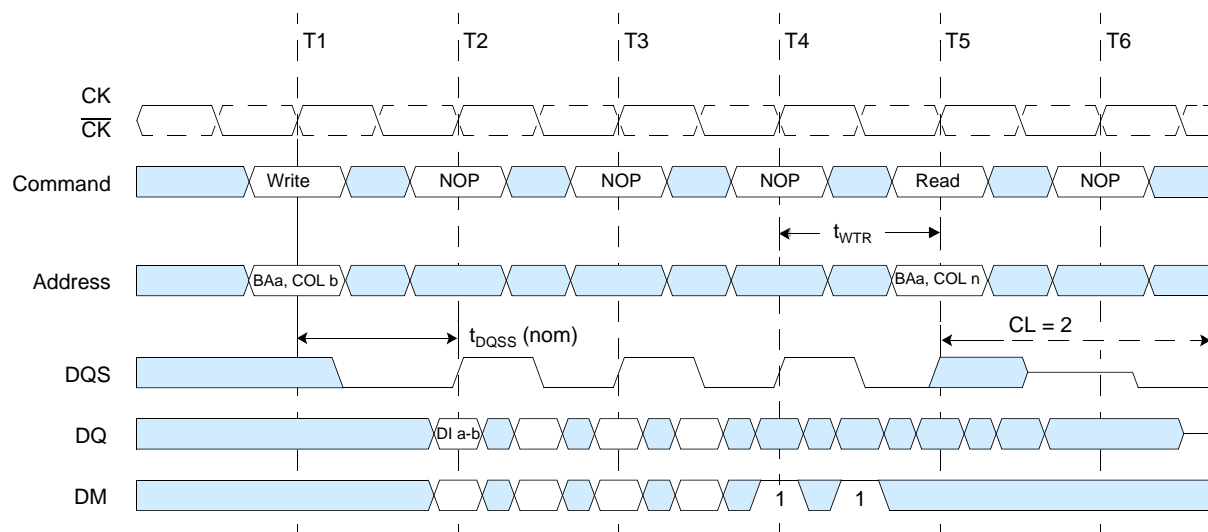 T1 T2 T3 T4 T5 T6
CK
CK
Command Write NOP NOP NOP Read NOP
tWTR
Address BAa, COL b BAa, COL n
tDQSS (nom) CL = 2
DQS
DQ DI a-b
DM 1 1